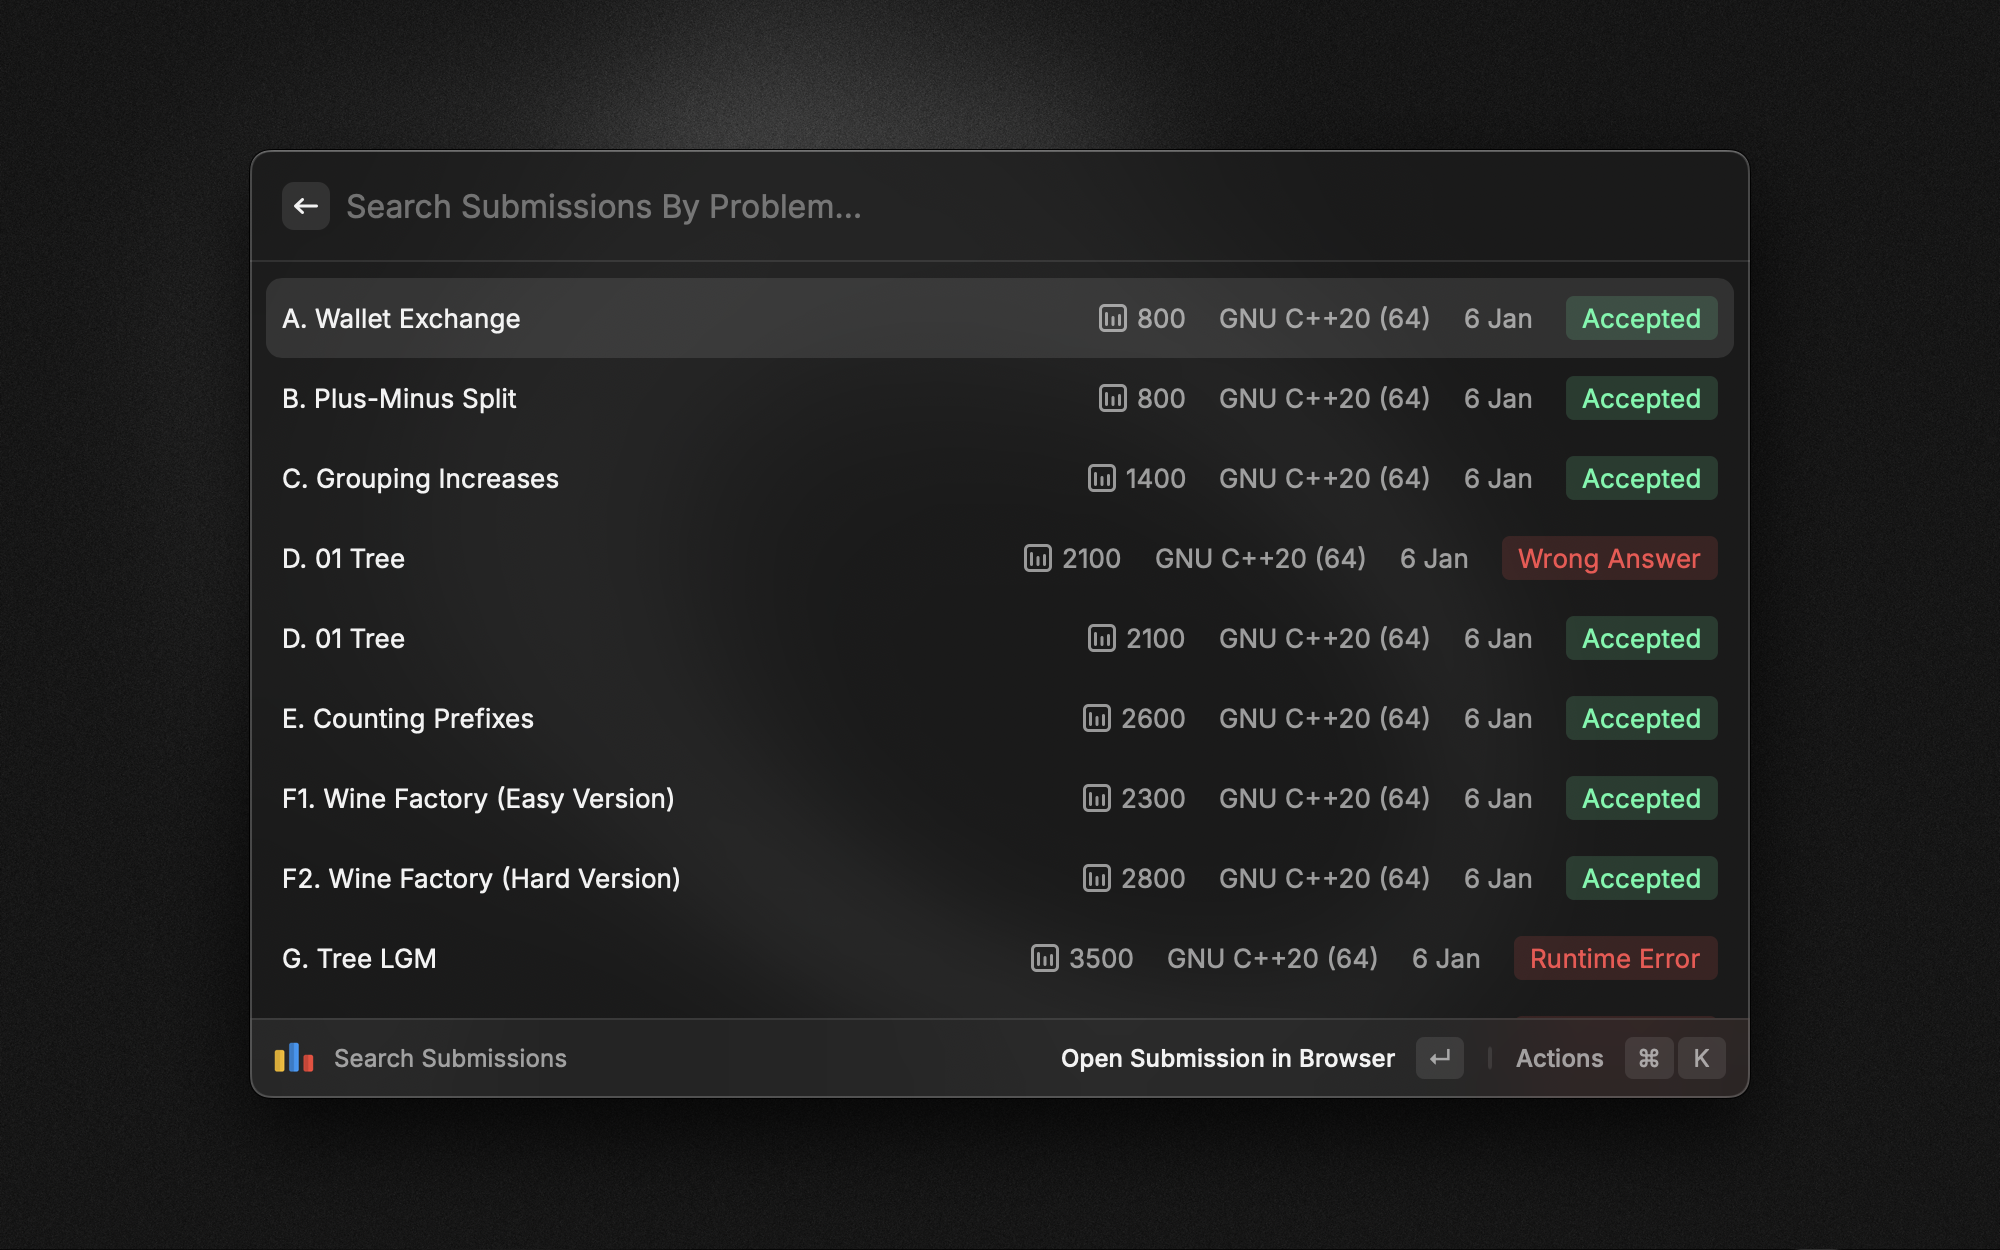 Search Submissions By Problem...
A. Wallet Exchange 800 GNU C++20 (64) 6 Jan Accepted
B. Plus-Minus Split 800 GNU C++20 (64) 6 Jan Accepted
C. Grouping Increases 1400 GNU C++20 (64) 6 Jan Accepted
D. 01 Tree 2100 GNU C++20 (64) 6 Jan Wrong Answer
D. 01 Tree 2100 GNU C++20 (64) 6 Jan Accepted
E. Counting Prefixes 2600 GNU C++20 (64) 6 Jan Accepted
F1. Wine Factory (Easy Version) 2300 GNU C++20 (64) 6 Jan Accepted
F2. Wine Factory (Hard Version) 2800 GNU C++20 (64) 6 Jan Accepted
G. Tree LGM 3500 GNU C++20 (64) 6 Jan Runtime Error
Search Submissions Open Submission in Browser ↵ Actions ⌘ K